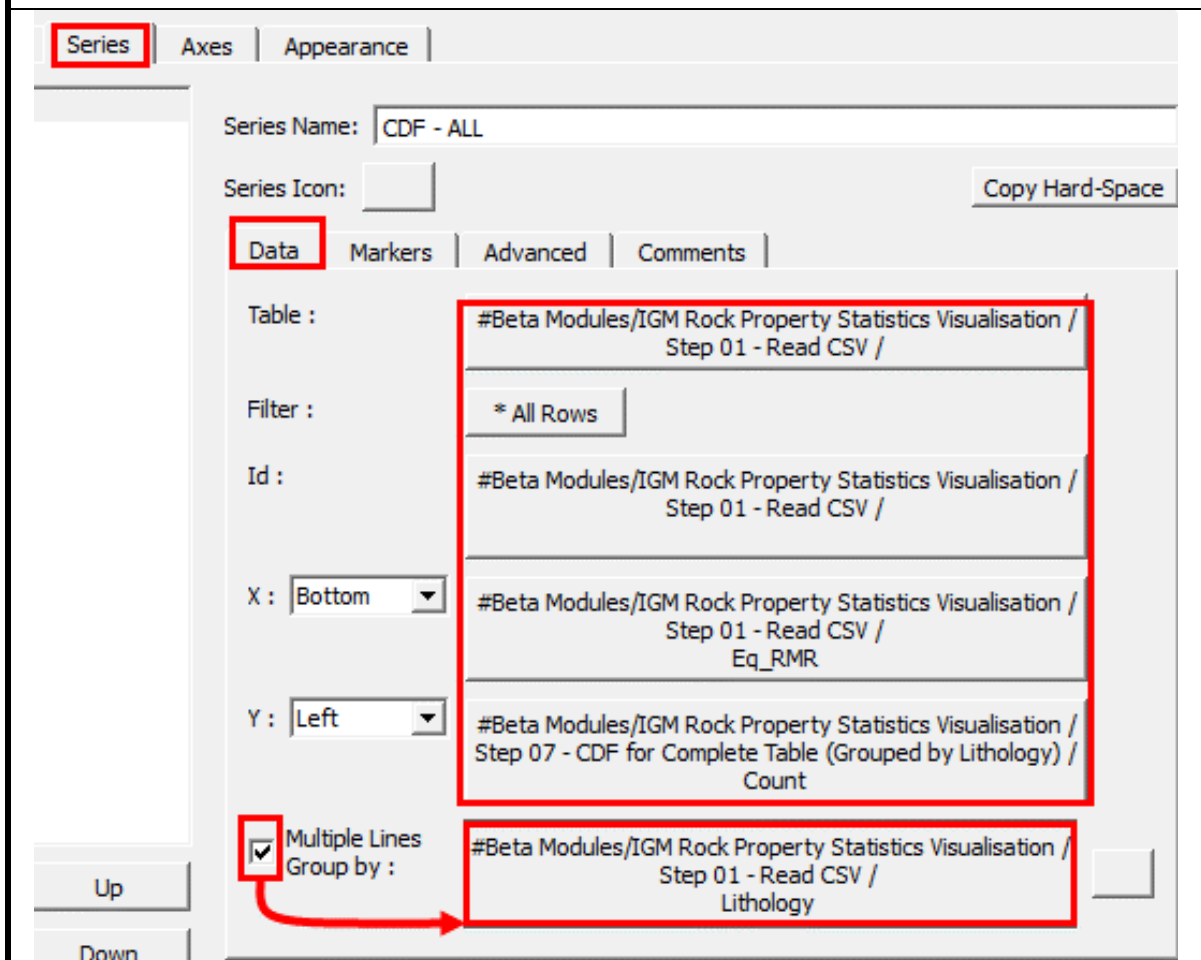 Series Axes Appearance
Series Name: CDF - ALL
Series Icon:
Copy Hard-Space
Data Markers Advanced Comments
Table :
#Beta Modules/IGM Rock Property Statistics Visualisation /
Step 01 - Read CSV /
Filter :
* All Rows
Id :
#Beta Modules/IGM Rock Property Statistics Visualisation /
Step 01 - Read CSV /
X : Bottom
#Beta Modules/IGM Rock Property Statistics Visualisation /
Step 01 - Read CSV /
Eq_RMR
Y : Left
#Beta Modules/IGM Rock Property Statistics Visualisation /
Step 07 - CDF for Complete Table (Grouped by Lithology) /
Count
Multiple Lines
Group by :
#Beta Modules/IGM Rock Property Statistics Visualisation /
Step 01 - Read CSV /
Lithology
Up
Down